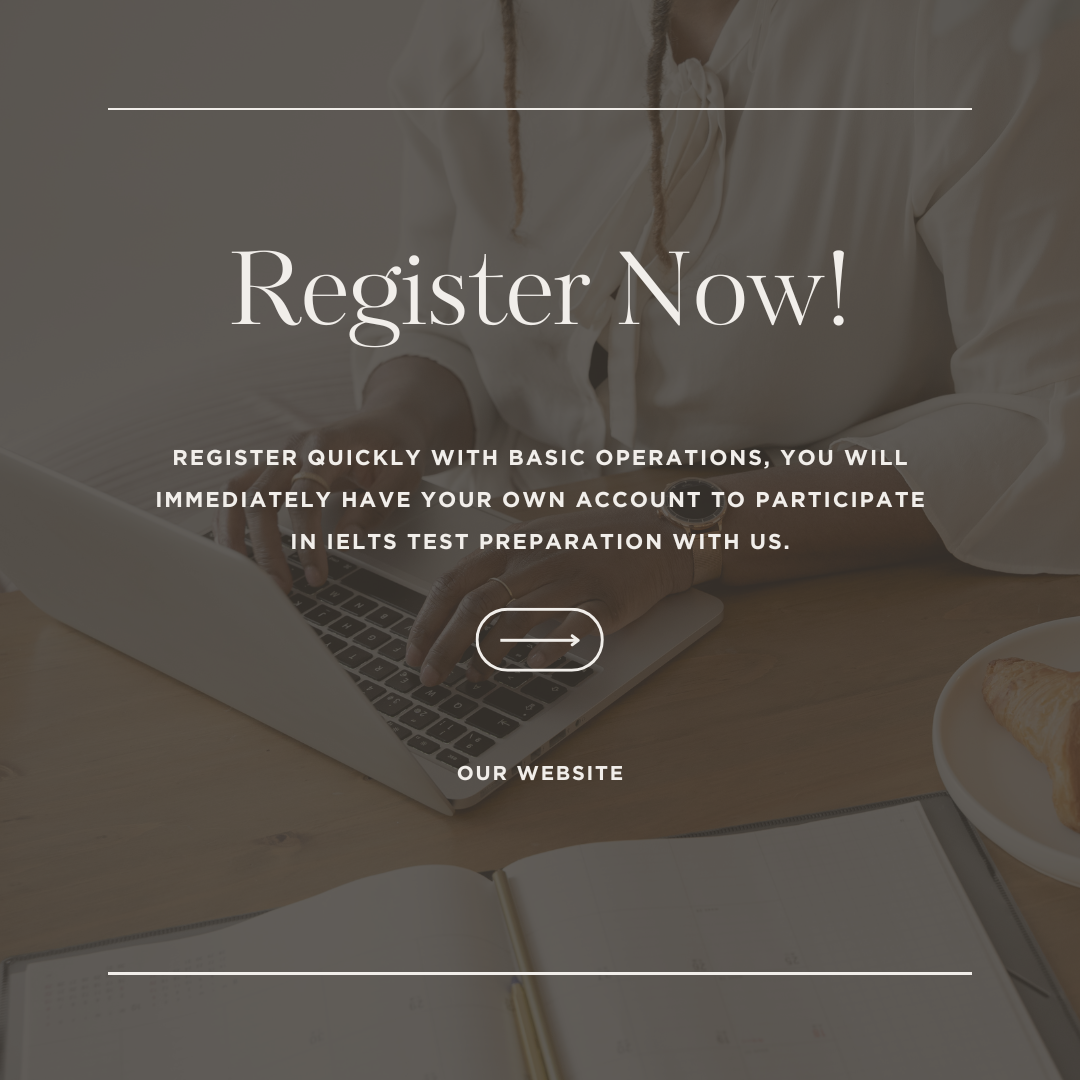 Register Now!
REGISTER QUICKLY WITH BASIC OPERATIONS, YOU WILL
IMMEDIATELY HAVE YOUR OWN ACCOUNT TO PARTICIPATE
IN IELTS TEST PREPARATION WITH US.
OUR WEBSITE